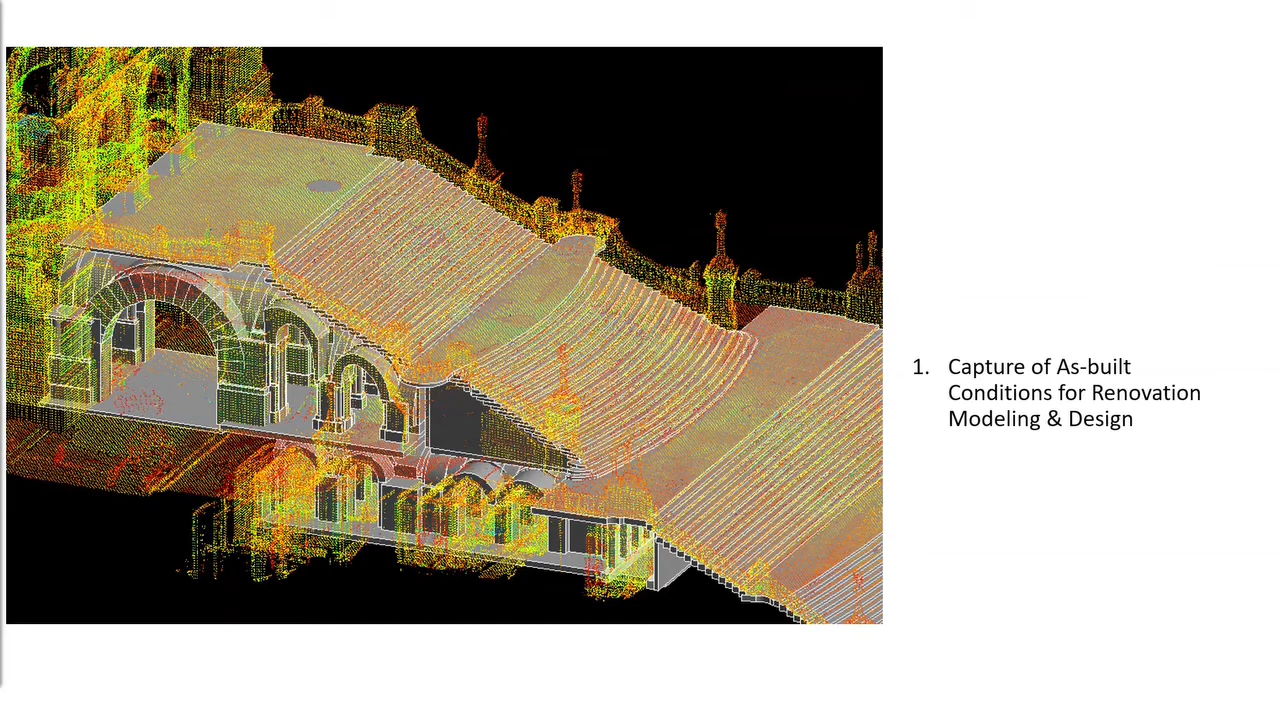 1. Capture of As-built
Conditions for Renovation
Modeling & Design